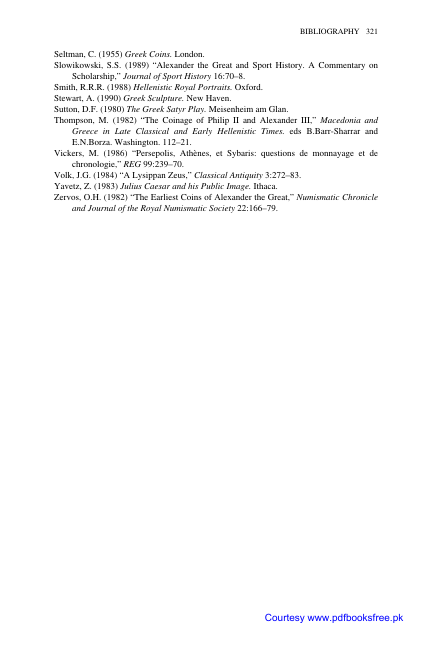 BIBLIOGRAPHY 321
Seltman, C. (1955) Greek Coins. London.
Slowikowski, S.S. (1989) “Alexander the Great and Sport History. A Commentary on
Scholarship,” Journal of Sport History 16:70–8.
Smith, R.R.R. (1988) Hellenistic Royal Portraits. Oxford.
Stewart, A. (1990) Greek Sculpture. New Haven.
Sutton, D.F. (1980) The Greek Satyr Play. Meisenheim am Glan.
Thompson, M. (1982) “The Coinage of Philip II and Alexander III,” Macedonia and
Greece in Late Classical and Early Hellenistic Times. eds B.Barr-Sharrar and
E.N.Borza. Washington. 112–21.
Vickers, M. (1986) “Persepolis, Athènes, et Sybaris: questions de monnayage et de
chronologie,” REG 99:239–70.
Volk, J.G. (1984) “A Lysippan Zeus,” Classical Antiquity 3:272–83.
Yavetz, Z. (1983) Julius Caesar and his Public Image. Ithaca.
Zervos, O.H. (1982) “The Earliest Coins of Alexander the Great,” Numismatic Chronicle
and Journal of the Royal Numismatic Society 22:166–79.
Courtesy www.pdfbooksfree.pk